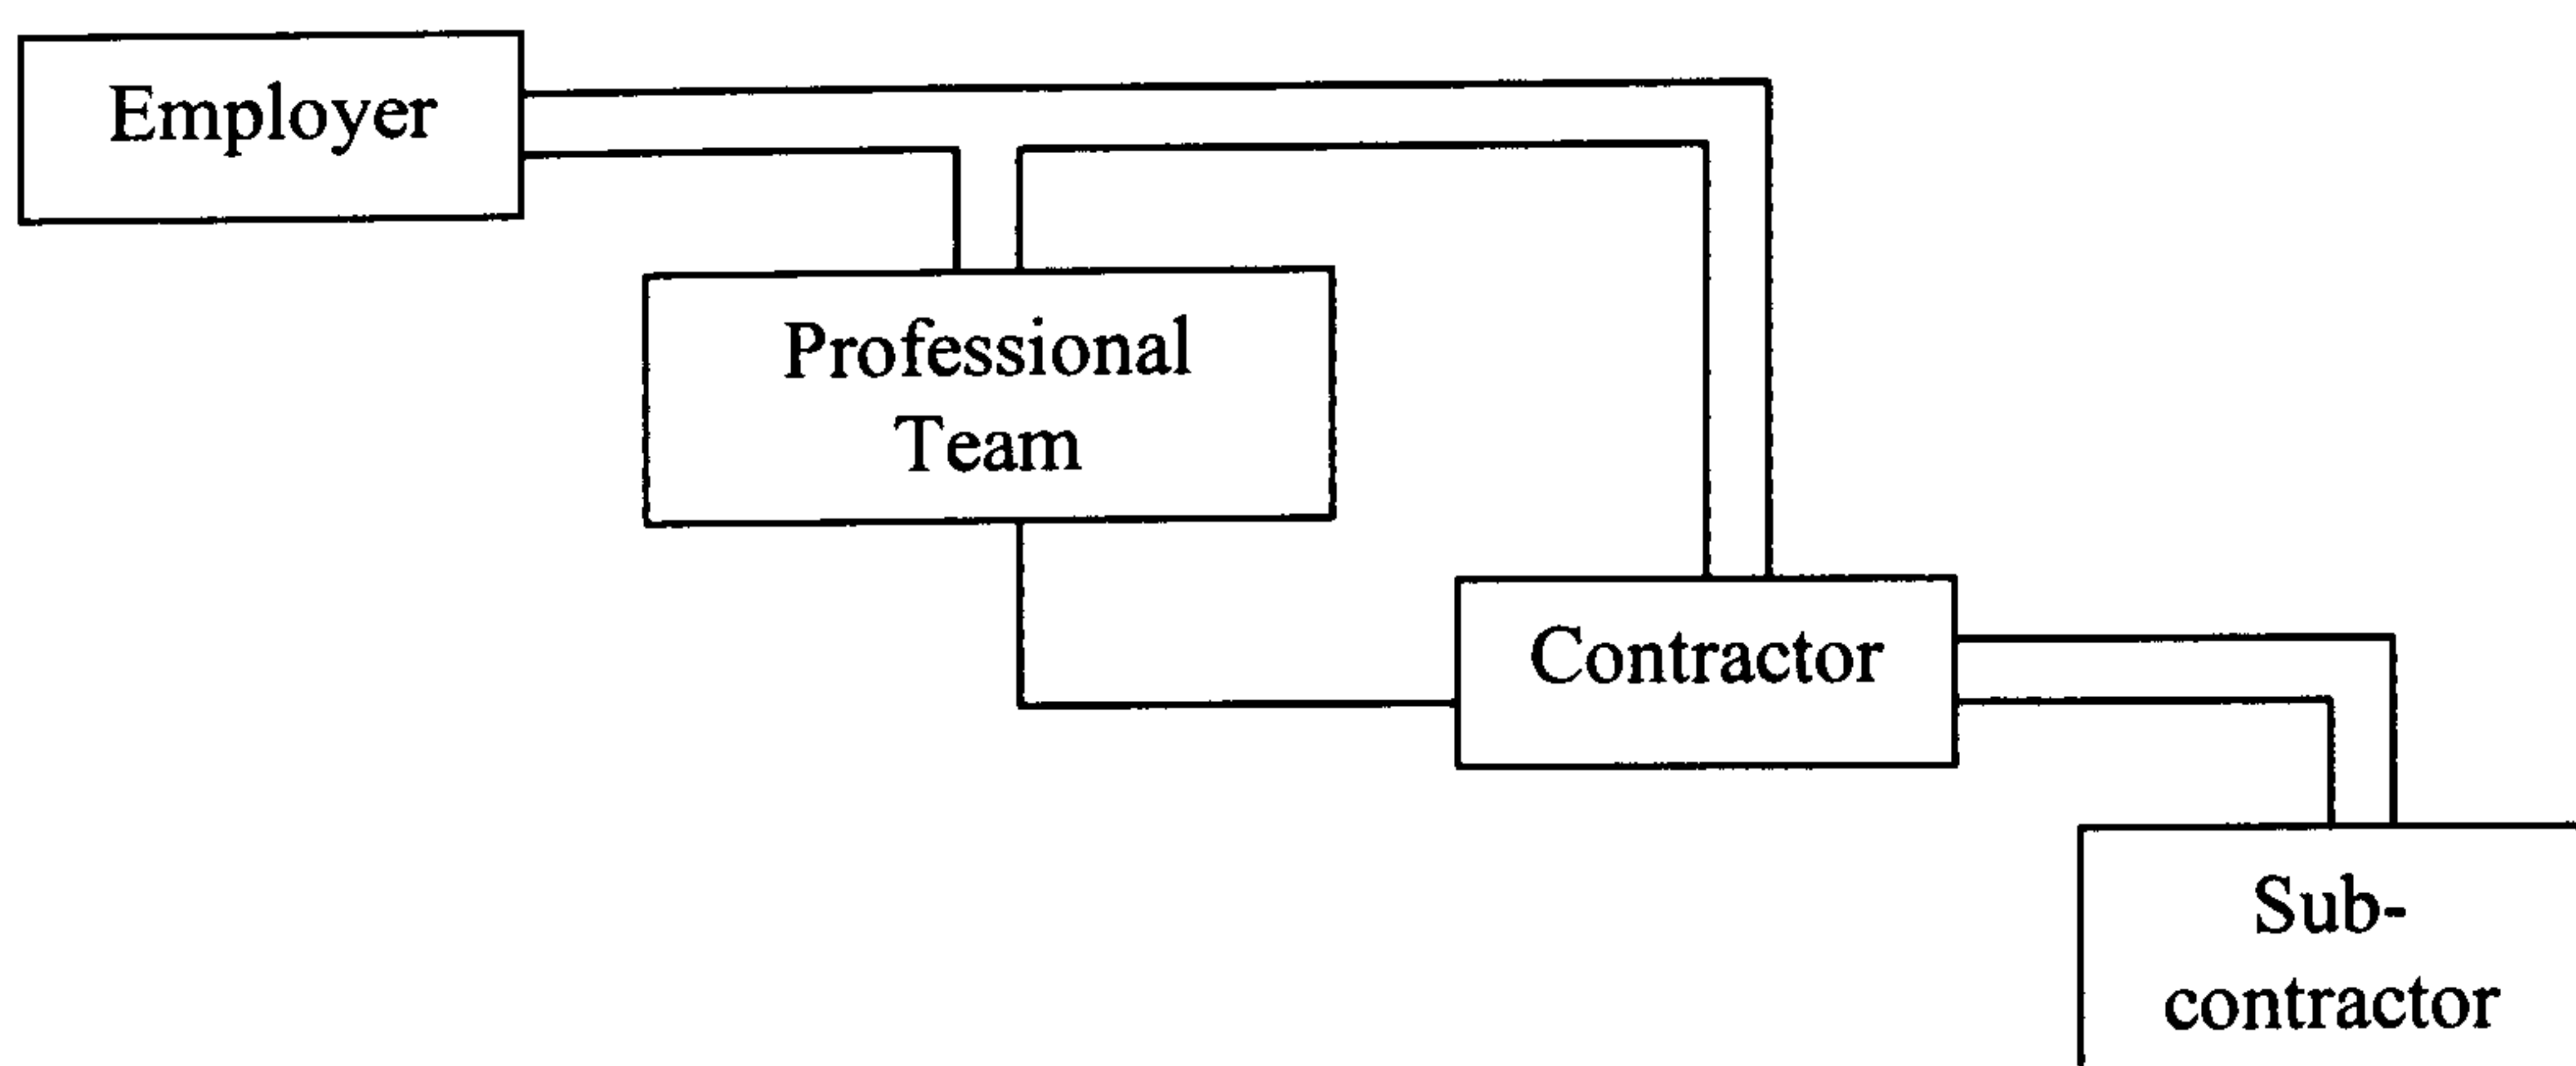 Employer
Professional
Team
Contractor
Sub-
contractor